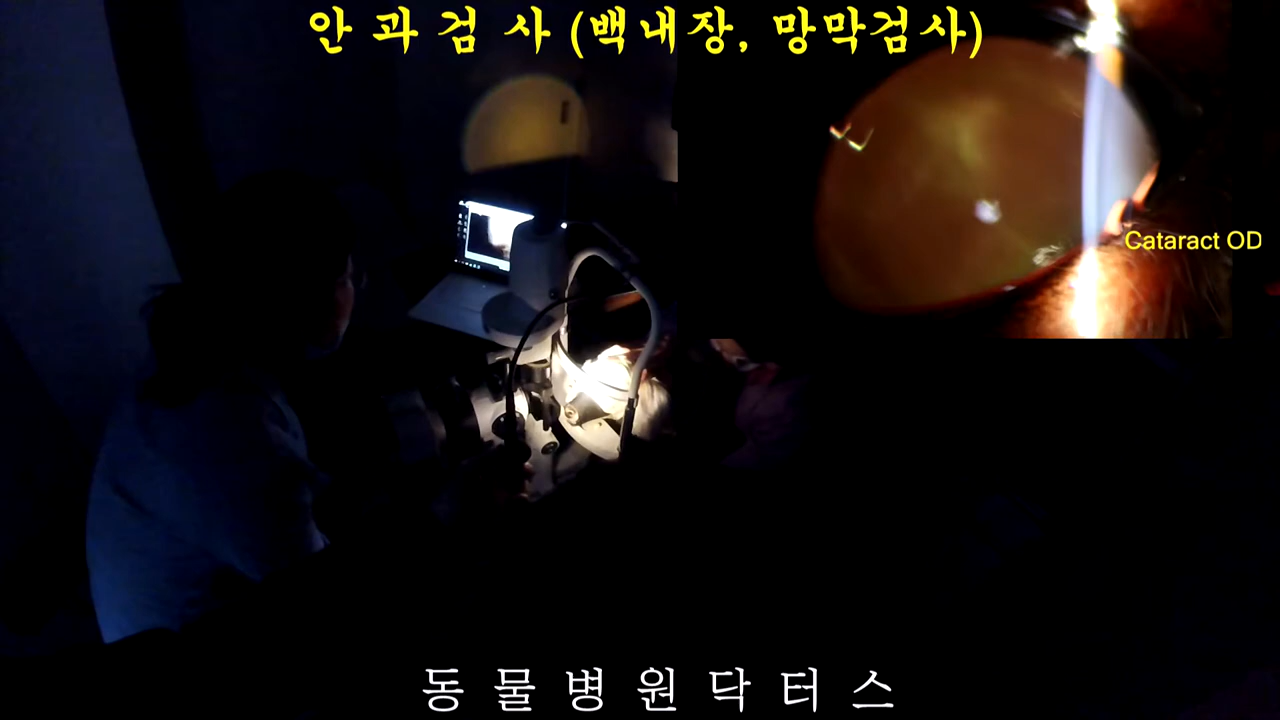 안 과 검 사 (백내장, 망막검사)
Cataract OD
동 물 병 원 닥 터 스